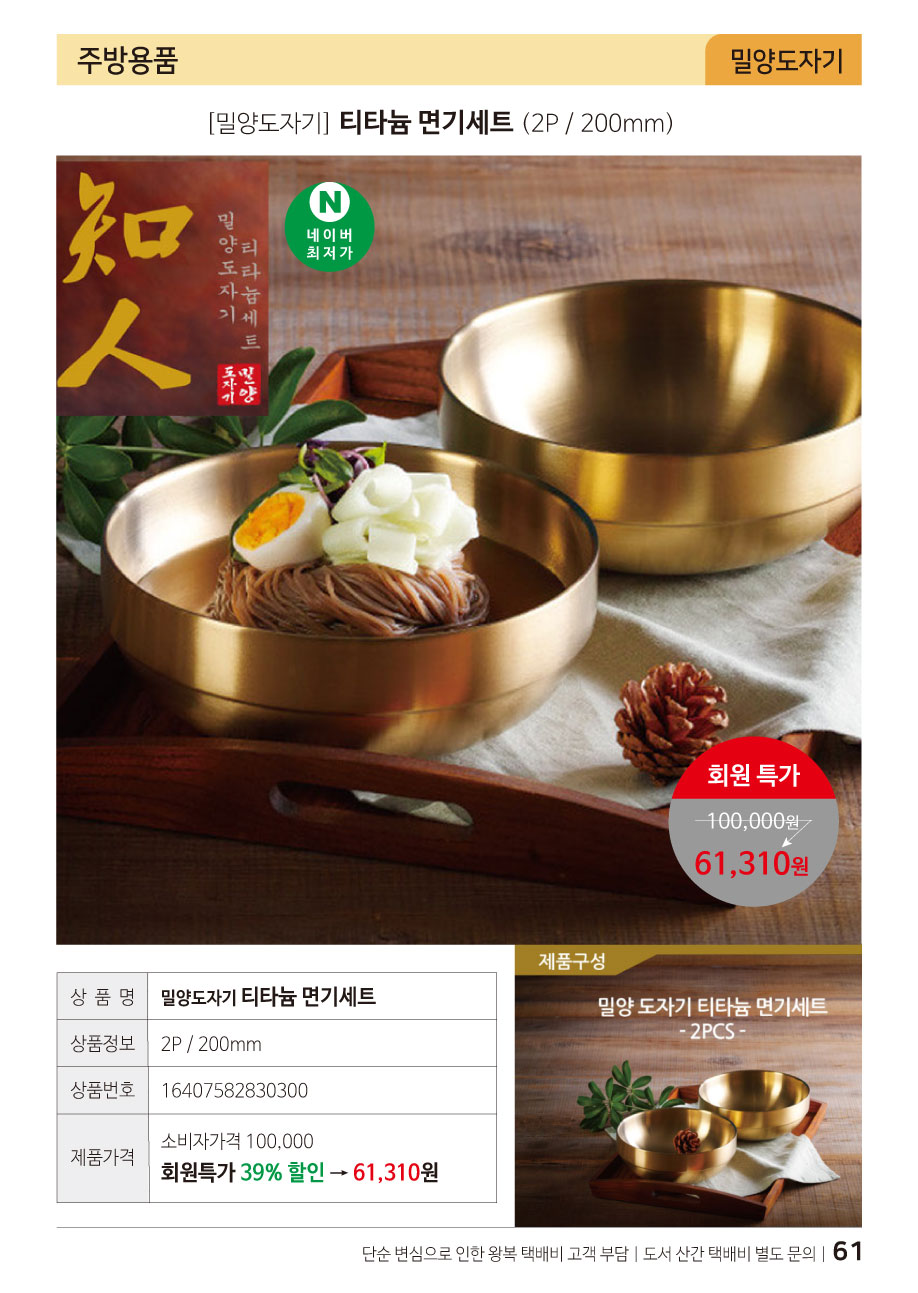 주방용품
밀양도자기
[밀양도자기] 티타늄 면기세트 (2P / 200mm)
知人
밀양도자기
티타늄세트
밀양
도자기
N
네이버
최저가
회원 특가
100,000원
61,310원
상 품 명
밀양도자기 티타늄 면기세트
상품정보
2P / 200mm
상품번호
16407582830300
제품가격
소비자가격 100,000
회원특가 39% 할인 → 61,310원
제품구성
밀양 도자기 티타늄 면기세트
- 2PCS -
단순 변심으로 인한 왕복 택배비 고객 부담 | 도서 산간 택배비 별도 문의 | 61